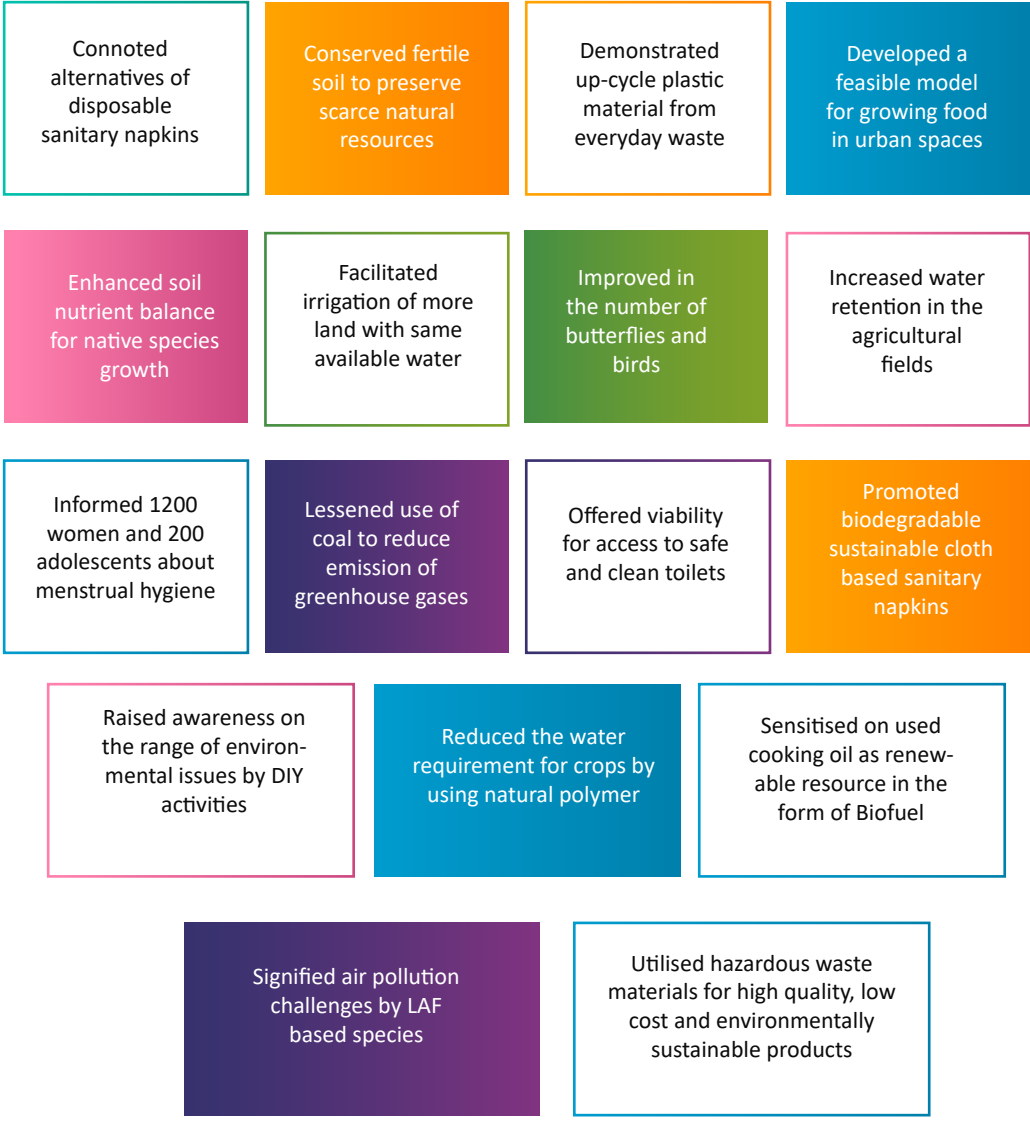 Connoted
alternatives of
disposable
sanitary napkins
Conserved fertile
soil to preserve
scarce natural
resources
Demonstrated
up-cycle plastic
material from
everyday waste
Developed a
feasible model
for growing food
in urban spaces
Enhanced soil
nutrient balance
for native species
growth
Facilitated
irrigation of more
land with same
available water
Improved in
the number of
butterflies and
birds
Increased water
retention in the
agricultural
fields
Informed 1200
women and 200
adolescents about
menstrual hygiene
Lessened use of
coal to reduce
emission of
greenhouse gases
Offered viability
for access to safe
and clean toilets
Promoted
biodegradable
sustainable cloth
based sanitary
napkins
Raised awareness on
the range of environ-
mental issues by DIY
activities
Reduced the water
requirement for crops by
using natural polymer
Sensitised on used
cooking oil as renew-
able resource in the
form of Biofuel
Signified air pollution
challenges by LAF
based species
Utilised hazardous waste
materials for high quality, low
cost and environmentally
sustainable products